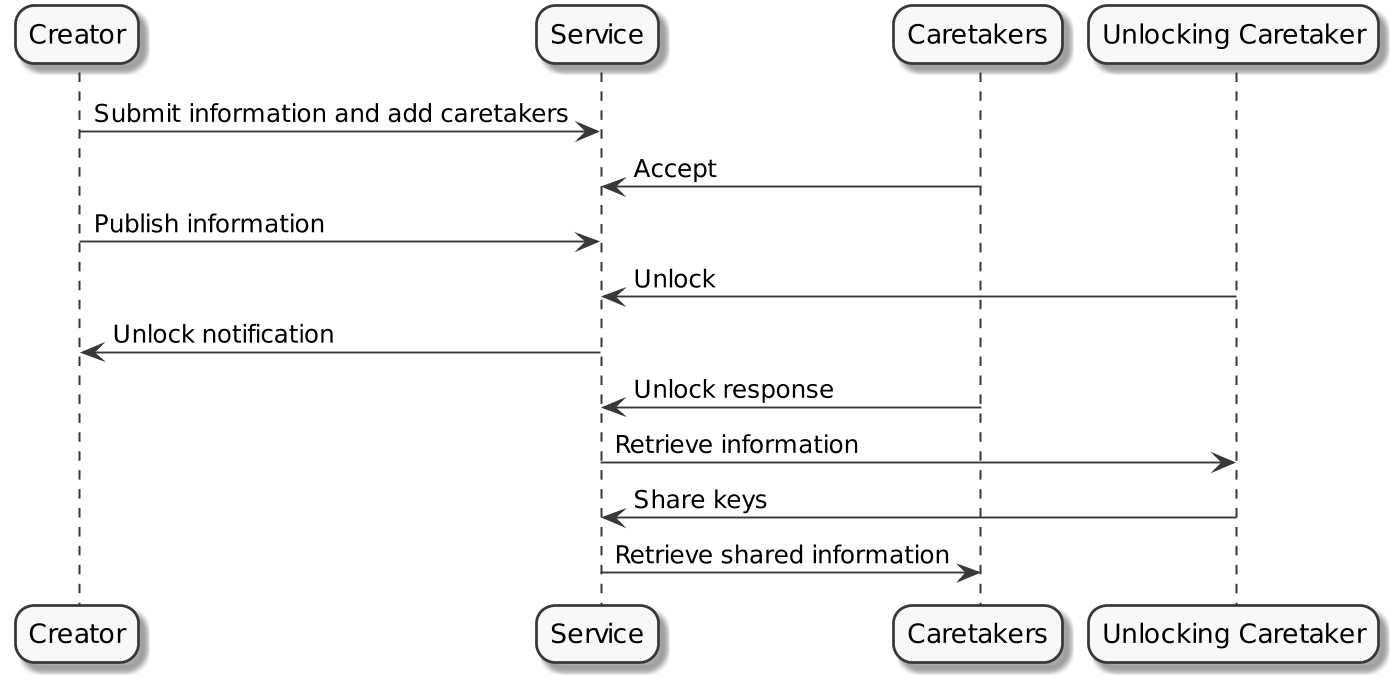 Creator Service Caretakers Unlocking Caretaker
Submit information and add caretakers
Accept
Publish information
Unlock
Unlock notification
Unlock response
Retrieve information
Share keys
Retrieve shared information
Creator Service Caretakers Unlocking Caretaker